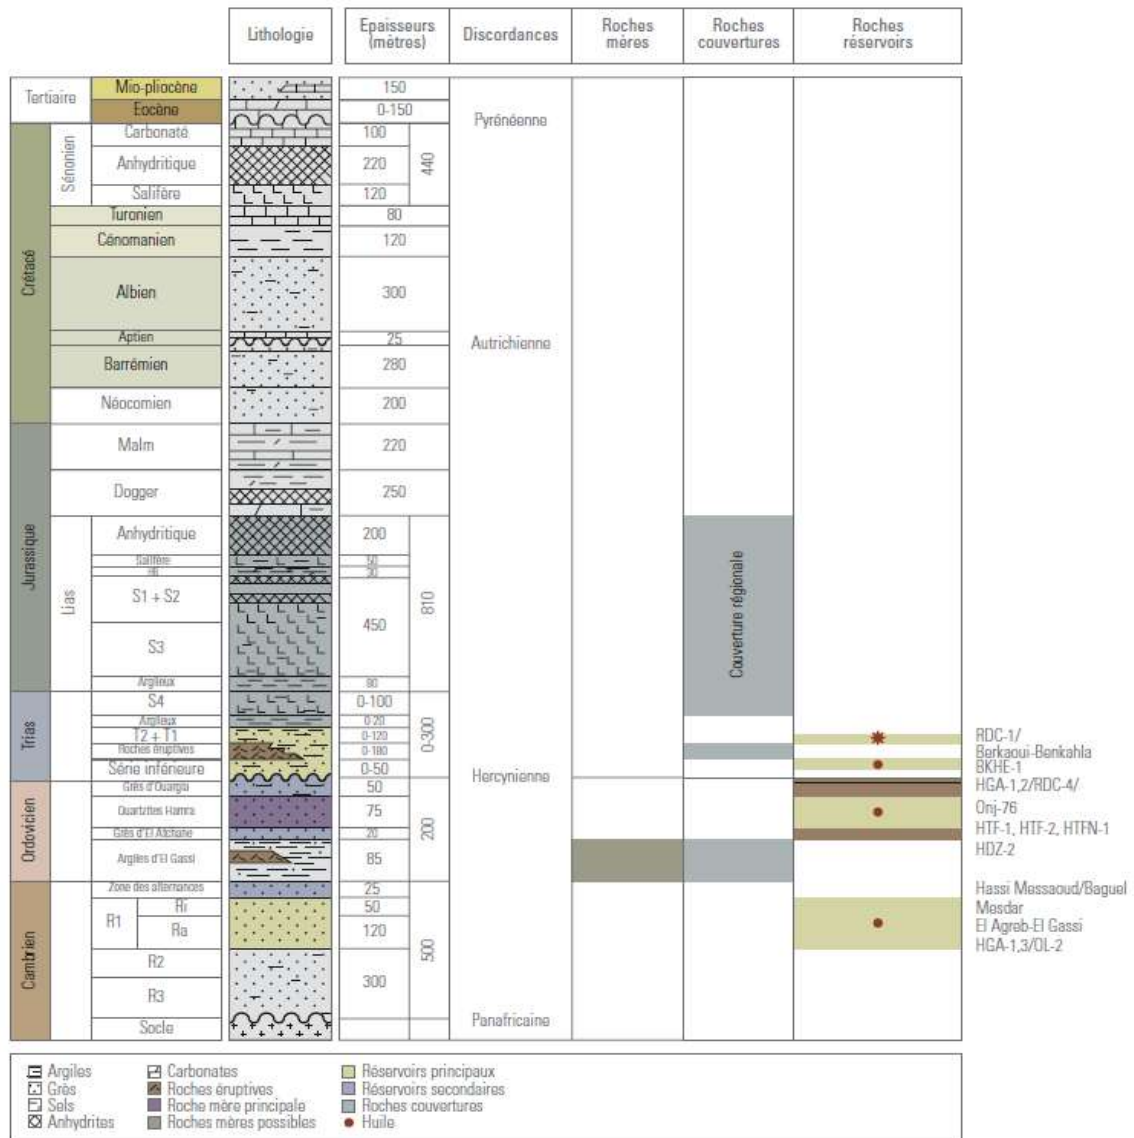 Lithologie
Epaisseurs
(mètres)
Discordances
Roches
mères
Roches
couvertures
Roches
réservoirs
Tertiaire
Mio-pliocène
150
Eocène
0-150
Pyrénéenne
Crétacé
Sénonien
Carbonaté
100
Anhydritique
220
440
Salifère
120
Turonien
80
Cénomanien
120
Albien
300
Aptien
25
Autrichienne
Barrémien
280
Néocomien
200
Jurassique
Malm
220
Dogger
250
Lias
Anhydritique
200
Salifère
50
30
S1 + S2
450
810
S3
Argileux
90
Couverture régionale
Trias
S4
0-100
Argileux
0-20
0-300
T2 + T1
0-120
RDC-1/
Roches éruptives
0-180
Berkaoui-Benkahla
Série inférieure
0-50
BKHE-1
Hercynienne
Ordovicien
Grès d'Ouargla
50
HGA-1,2/RDC-4/
Quartzites Hamra
75
200
Onj-76
Grès d'El Atchane
20
HTF-1, HTF-2, HTFN-1
Argiles d'El Gassi
85
HDZ-2
Cambrien
Zone des alternances
25
Hassi Messaoud/Baguel
R1
Ri
50
Mesdar
Ra
120
El Agreb-El Gassi
HGA-1,3/OL-2
R2
300
500
R3
Socle
Panafricaine
Argiles
Grès
Sels
Anhydrites
Carbonates
Roches éruptives
Roche mère principale
Roches mères possibles
Réservoirs principaux
Réservoirs secondaires
Roches couvertures
Huile